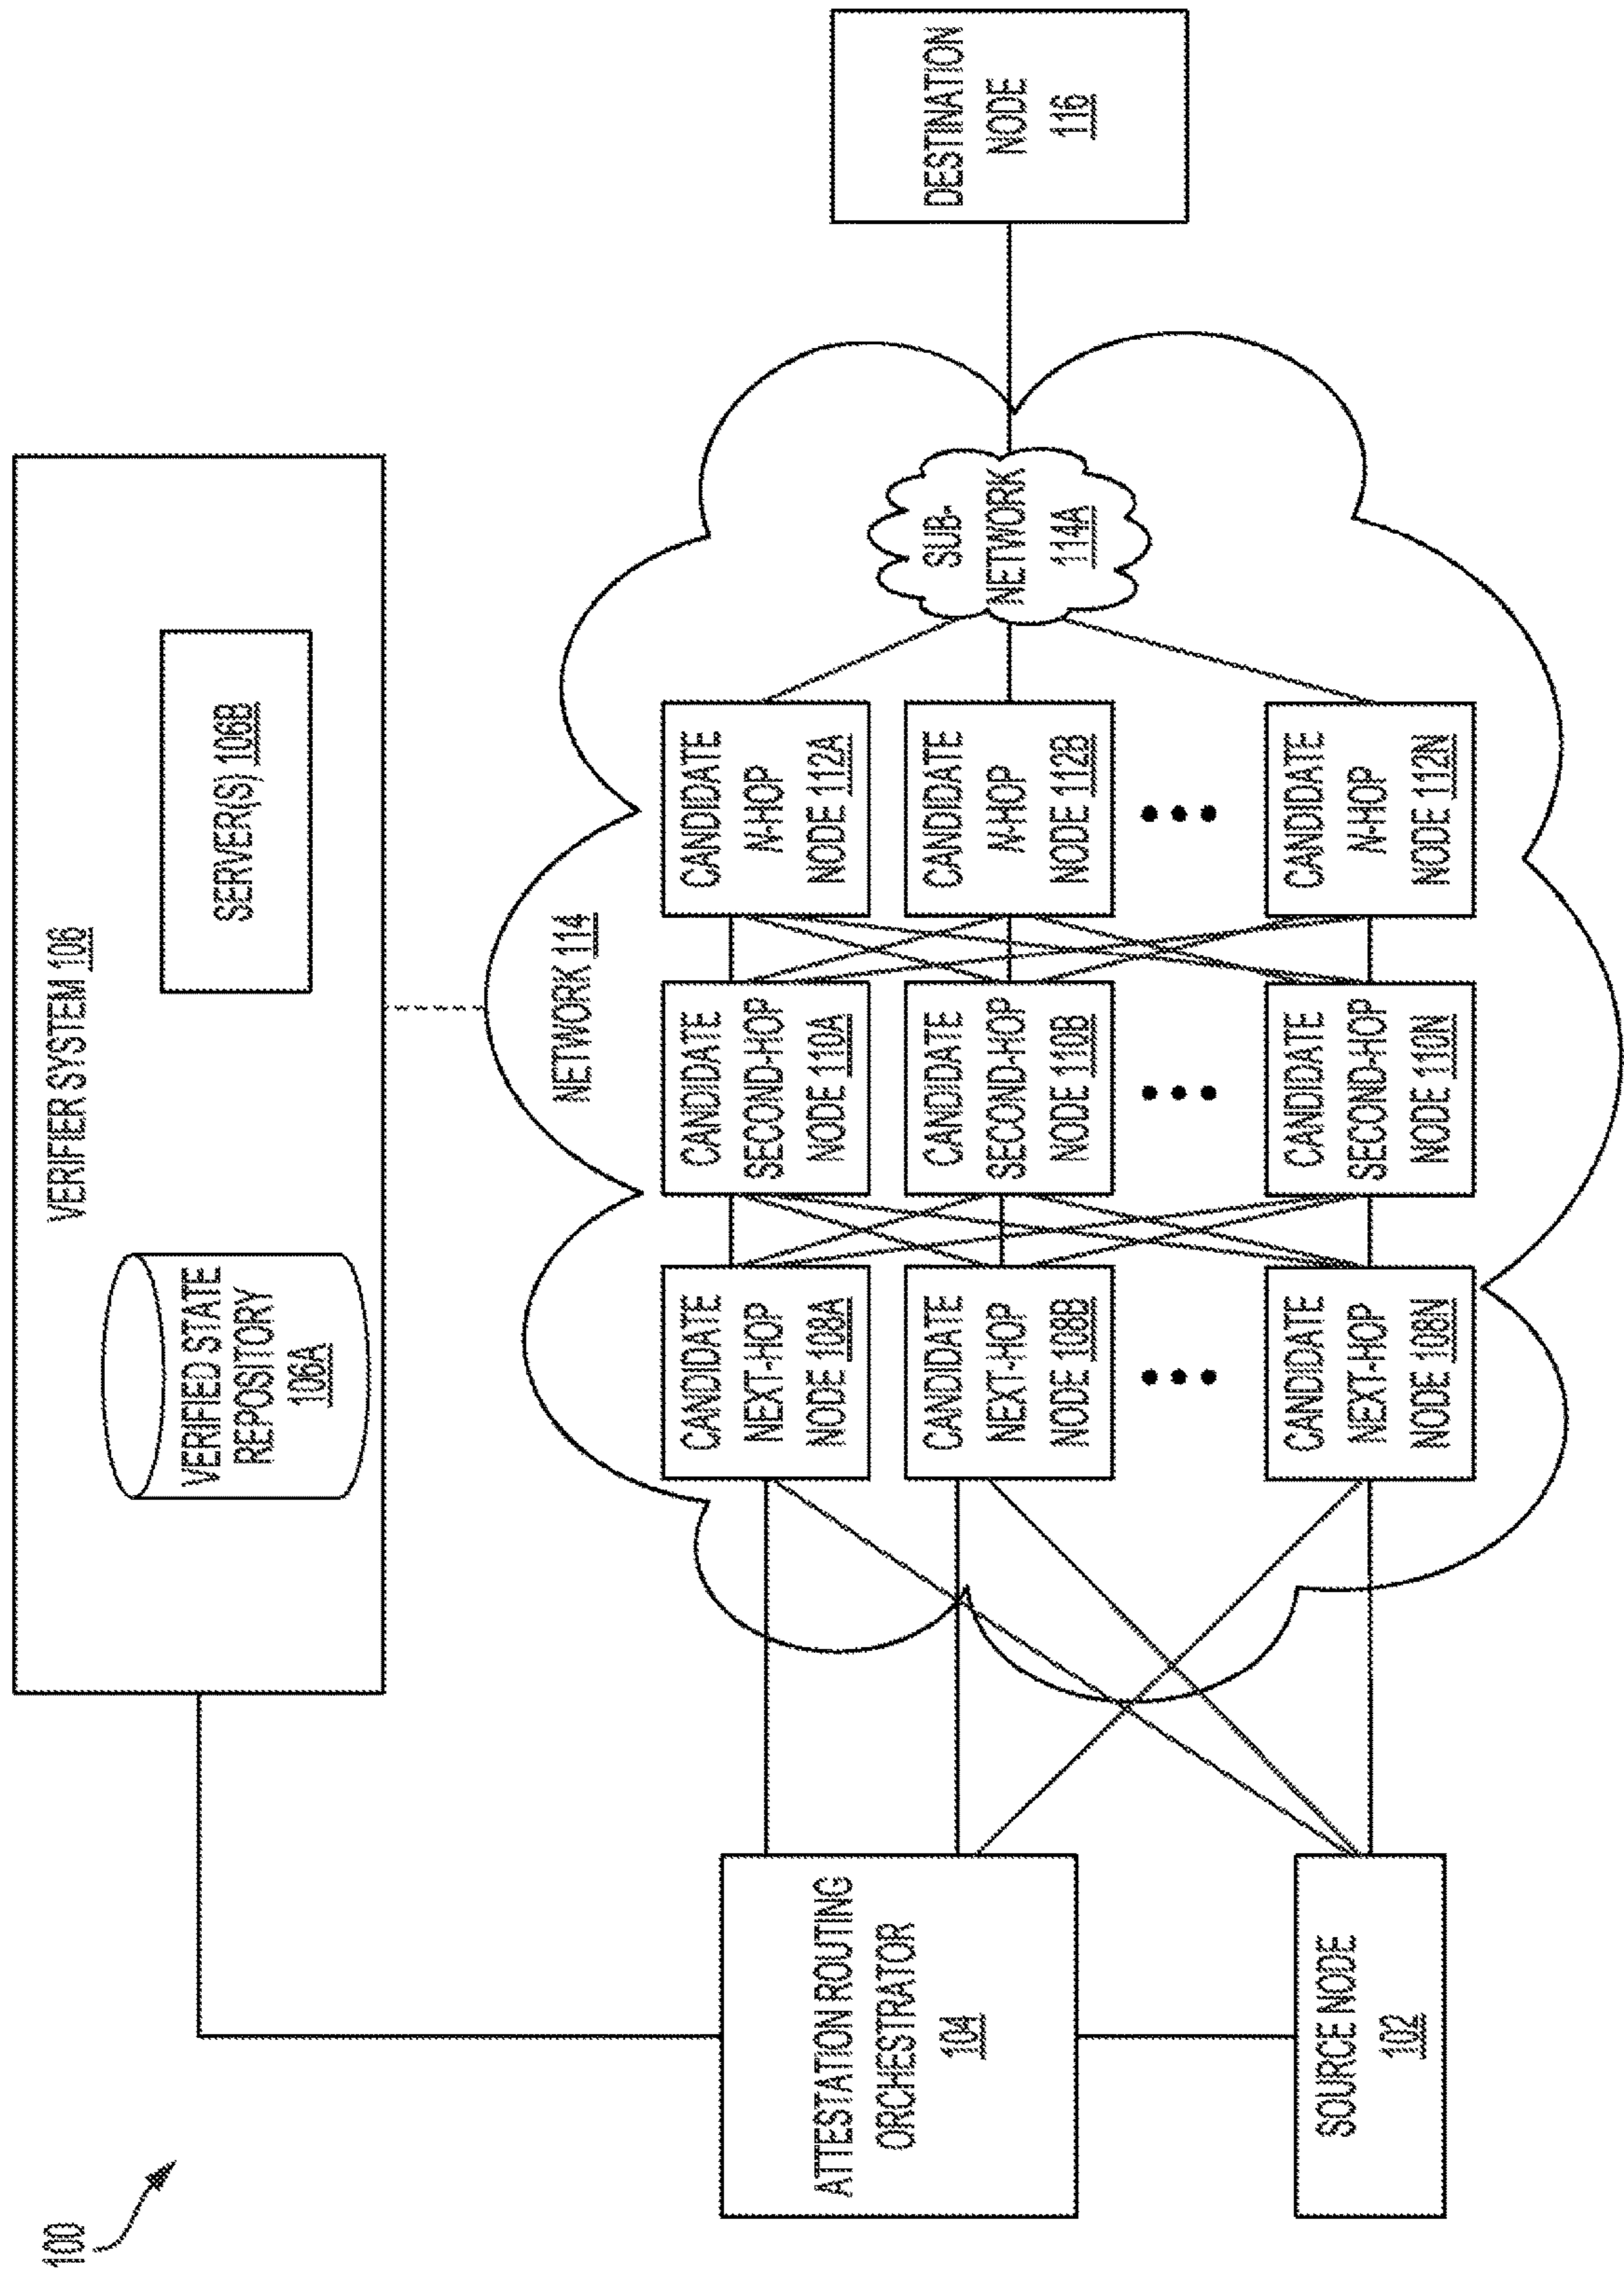 100
VERIFIER SYSTEM 106
VERIFIED STATE
REPOSITORY
106A
SERVER(S) 106B
NETWORK 114
ATTESTATION ROUTING
ORCHESTRATOR
104
SOURCE NODE
102
CANDIDATE
NEXT-HOP
NODE 108A
CANDIDATE
NEXT-HOP
NODE 108B
CANDIDATE
NEXT-HOP
NODE 108N
CANDIDATE
SECOND-HOP
NODE 110A
CANDIDATE
SECOND-HOP
NODE 110B
CANDIDATE
SECOND-HOP
NODE 110N
CANDIDATE
N-HOP
NODE 112A
CANDIDATE
N-HOP
NODE 112B
CANDIDATE
N-HOP
NODE 112N
SUB-
NETWORK
114A
DESTINATION
NODE
116